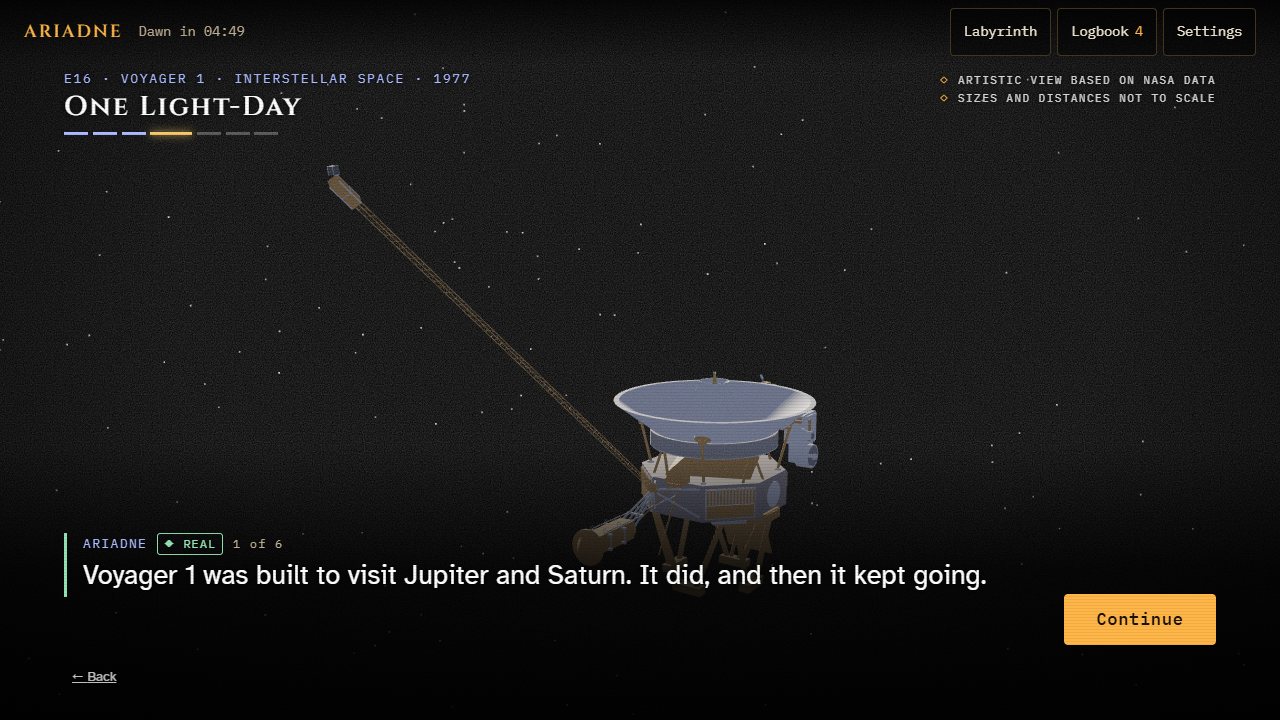 ARIADNE Dawn in 04:49
Labyrinth
Logbook 4
Settings
E16 · VOYAGER 1 · INTERSTELLAR SPACE · 1977
One Light-Day
◇ ARTISTIC VIEW BASED ON NASA DATA
◇ SIZES AND DISTANCES NOT TO SCALE
ARIADNE ◆ REAL 1 of 6
Voyager 1 was built to visit Jupiter and Saturn. It did, and then it kept going.
Continue
← Back